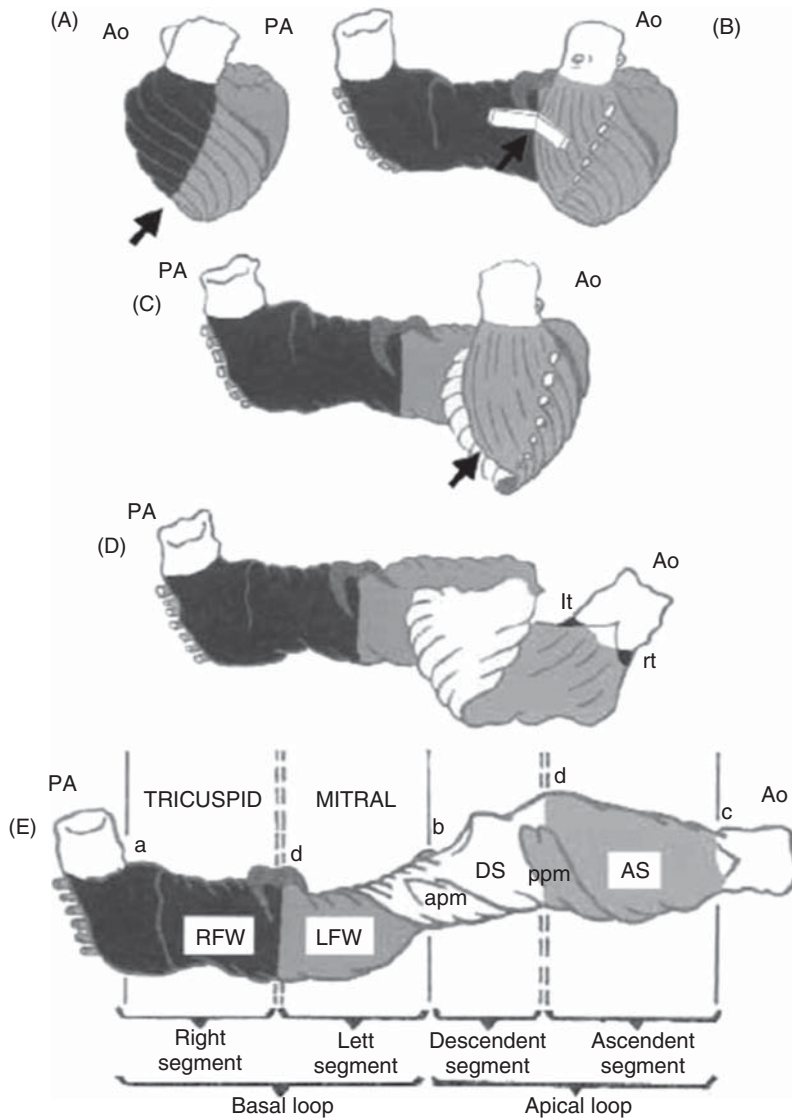 (A) Ao PA Ao (B)
PA Ao
(C)
PA
(D) Ao
lt
rt
PA d
TRICUSPID MITRAL c Ao
(E) a d b
DS ppm AS
apm
RFW LFW
Right segment
Lett segment
Descendent segment
Ascendent segment
Basal loop Apical loop